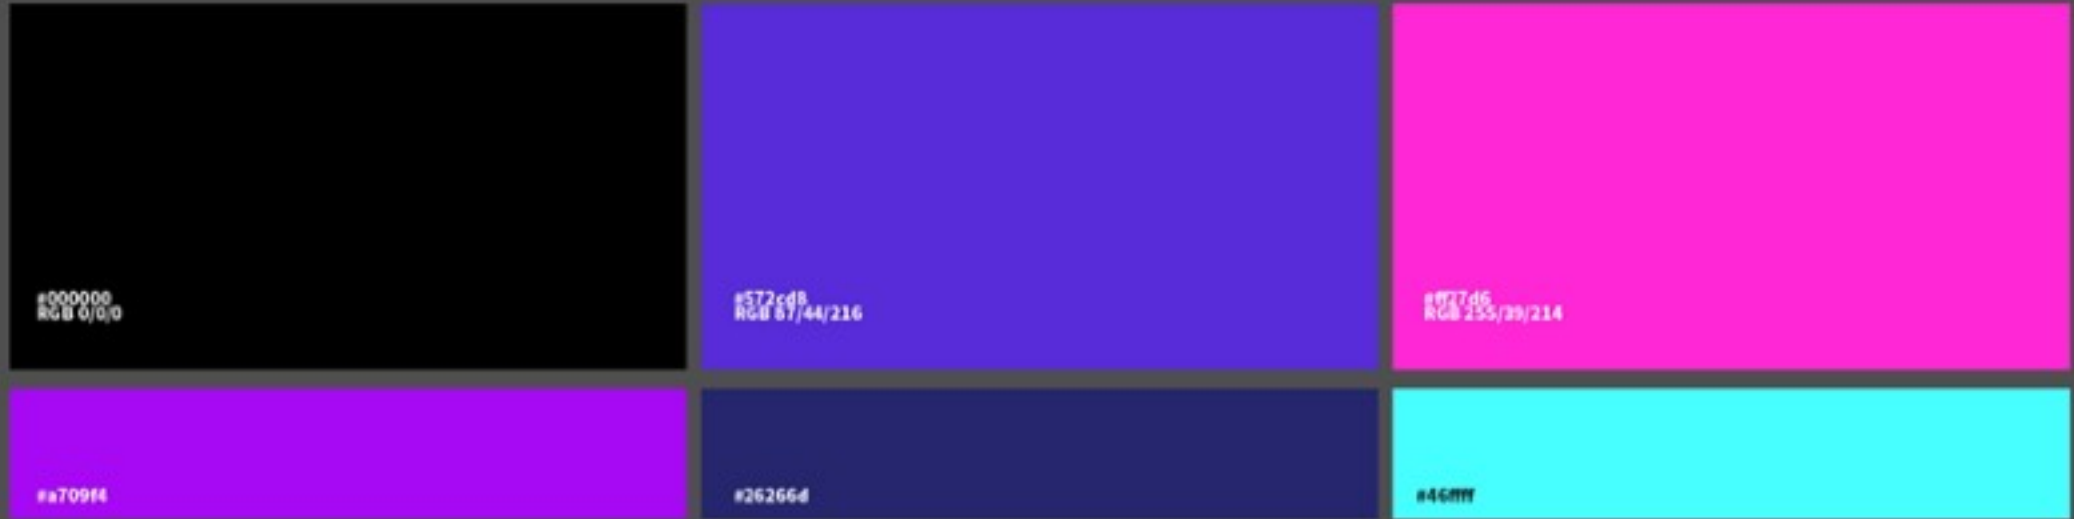 #000000
RGB 0/0/0
#572cd8
RGB 87/44/216
#ff27d6
RGB 255/39/214
#a709f4
#26266d
#46ffff